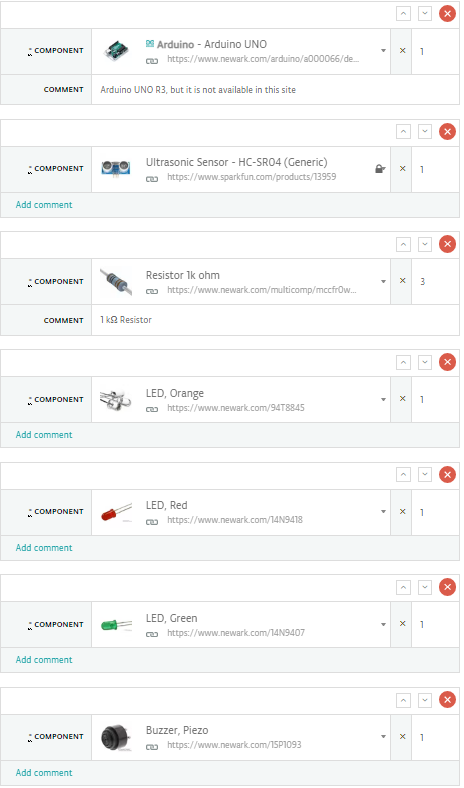 * COMPONENT
Arduino - Arduino UNO
https://www.newark.com/arduino/a000066/de...
× 1
COMMENT
Arduino UNO R3, but it is not available in this site
* COMPONENT
Ultrasonic Sensor - HC-SR04 (Generic)
https://www.sparkfun.com/products/13959
× 1
Add comment
* COMPONENT
Resistor 1k ohm
https://www.newark.com/multicomp/mccfr0w...
× 3
COMMENT
1 kΩ Resistor
* COMPONENT
LED, Orange
https://www.newark.com/94T8845
× 1
Add comment
* COMPONENT
LED, Red
https://www.newark.com/14N9418
× 1
Add comment
* COMPONENT
LED, Green
https://www.newark.com/14N9407
× 1
Add comment
* COMPONENT
Buzzer, Piezo
https://www.newark.com/15P1093
× 1
Add comment